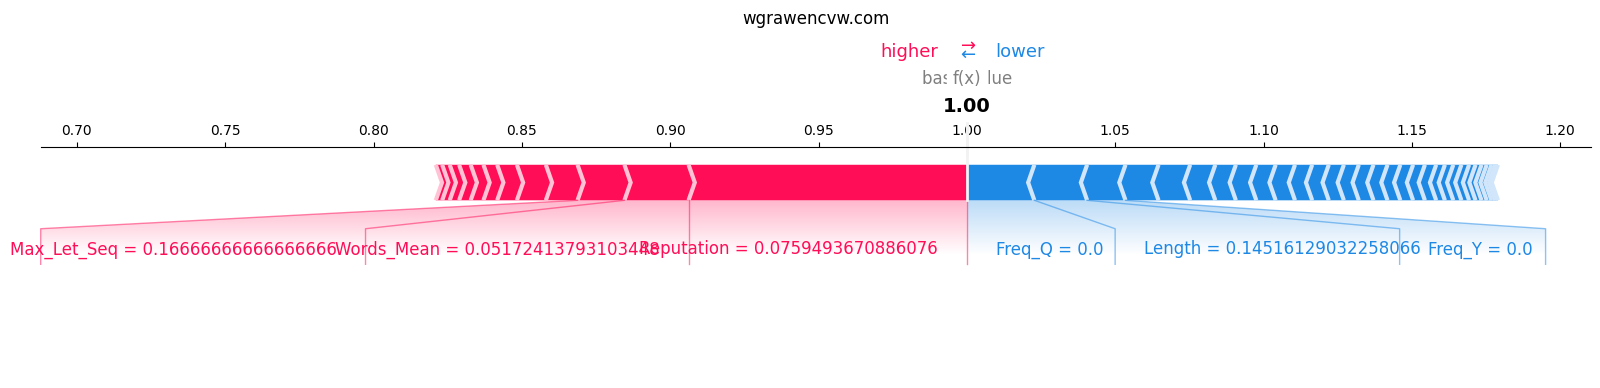 wgrawencvw.com
higher → ← lower
bas f(x) lue
1.00
0.70 0.75 0.80 0.85 0.90 0.95 1.00 1.05 1.10 1.15 1.20
Max_Let_Seq = 0.16666666666666666 Words_Mean = 0.05172413793103448 Reputation = 0.0759493670886076 Freq_Q = 0.0 Length = 0.14516129032258066 Freq_Y = 0.0